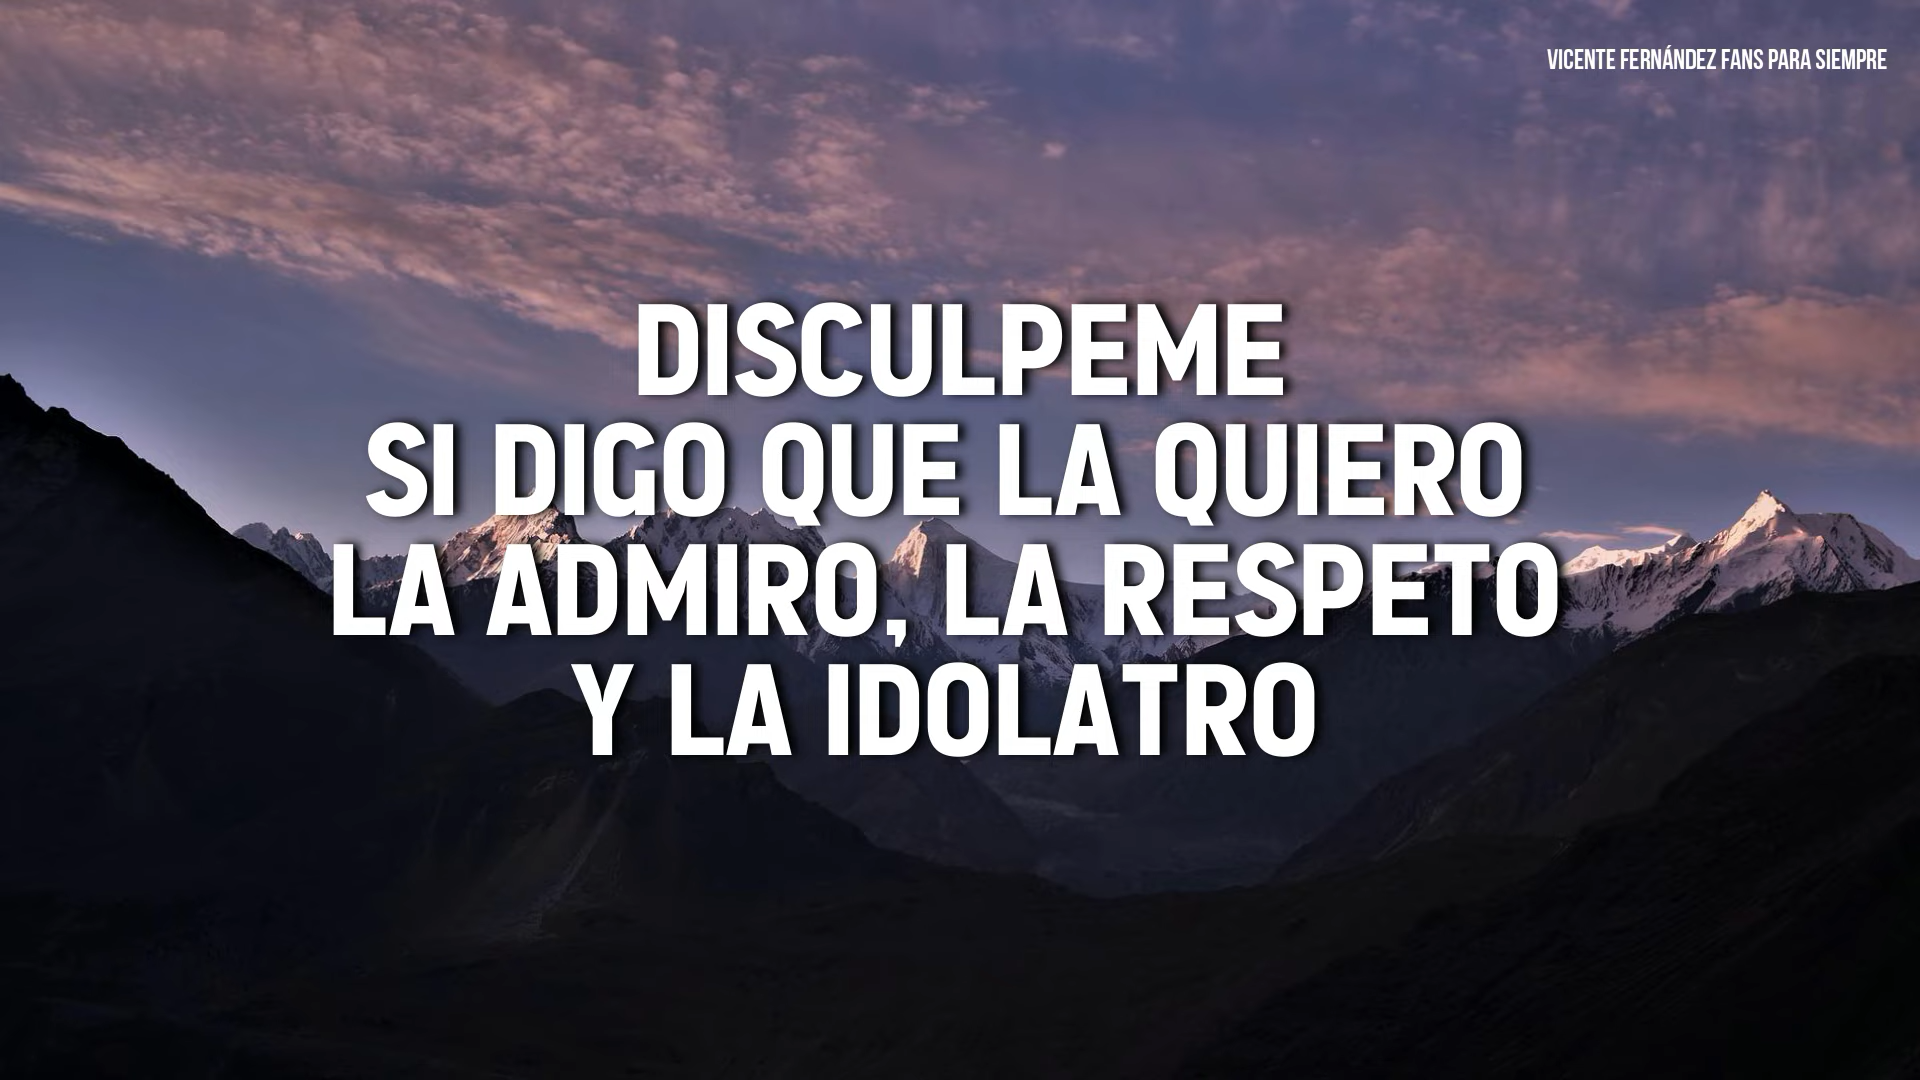 VICENTE FERNÁNDEZ FANS PARA SIEMPRE
DISCULPEME
SI DIGO QUE LA QUIERO
LA ADMIRO, LA RESPETO
Y LA IDOLATRO